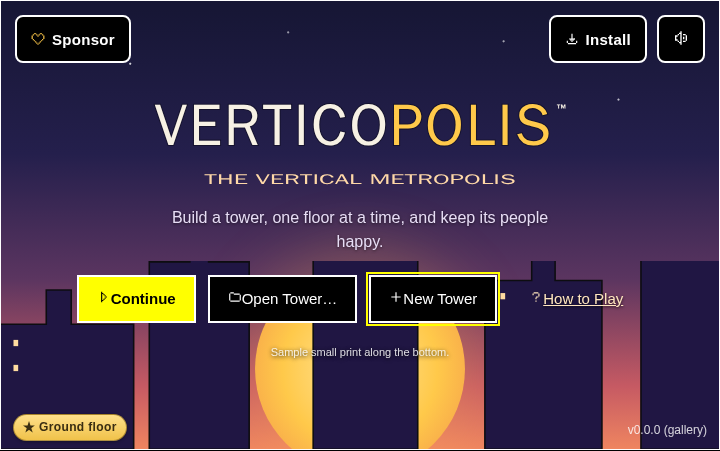 Sponsor
Install
VERTICOPOLIS™
THE VERTICAL METROPOLIS
Build a tower, one floor at a time, and keep its people
happy.
Continue
Open Tower…
New Tower
? How to Play
Sample small print along the bottom.
★ Ground floor
v0.0.0 (gallery)